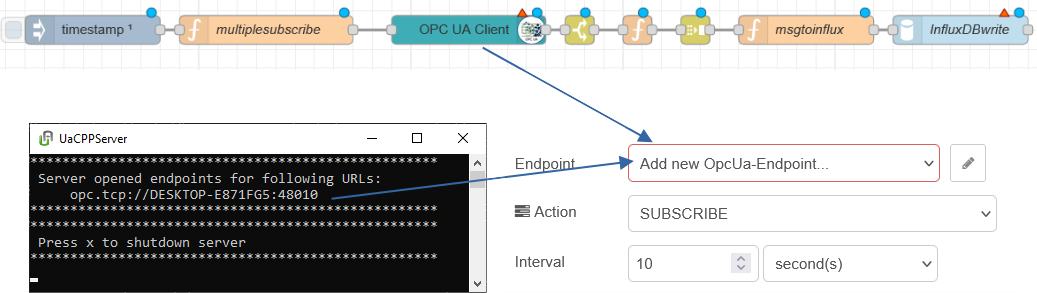 timestamp ¹
multiplesubscribe
OPC UA Client
msgtoinflux
InfluxDBwrite
UaCPPServer
***************************************************
Server opened endpoints for following URLs:
opc.tcp://DESKTOP-E871FG5:48010
***************************************************
***************************************************
Press x to shutdown server
***************************************************
Endpoint
Add new OpcUa-Endpoint...
Action
SUBSCRIBE
Interval
10
second(s)